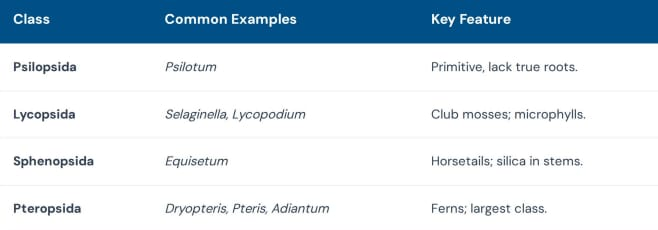 Class Common Examples Key Feature
Psilopsida Psilotum Primitive, lack true roots.
Lycopsida Selaginella, Lycopodium Club mosses; microphylls.
Sphenopsida Equisetum Horsetails; silica in stems.
Pteropsida Dryopteris, Pteris, Adiantum Ferns; largest class.